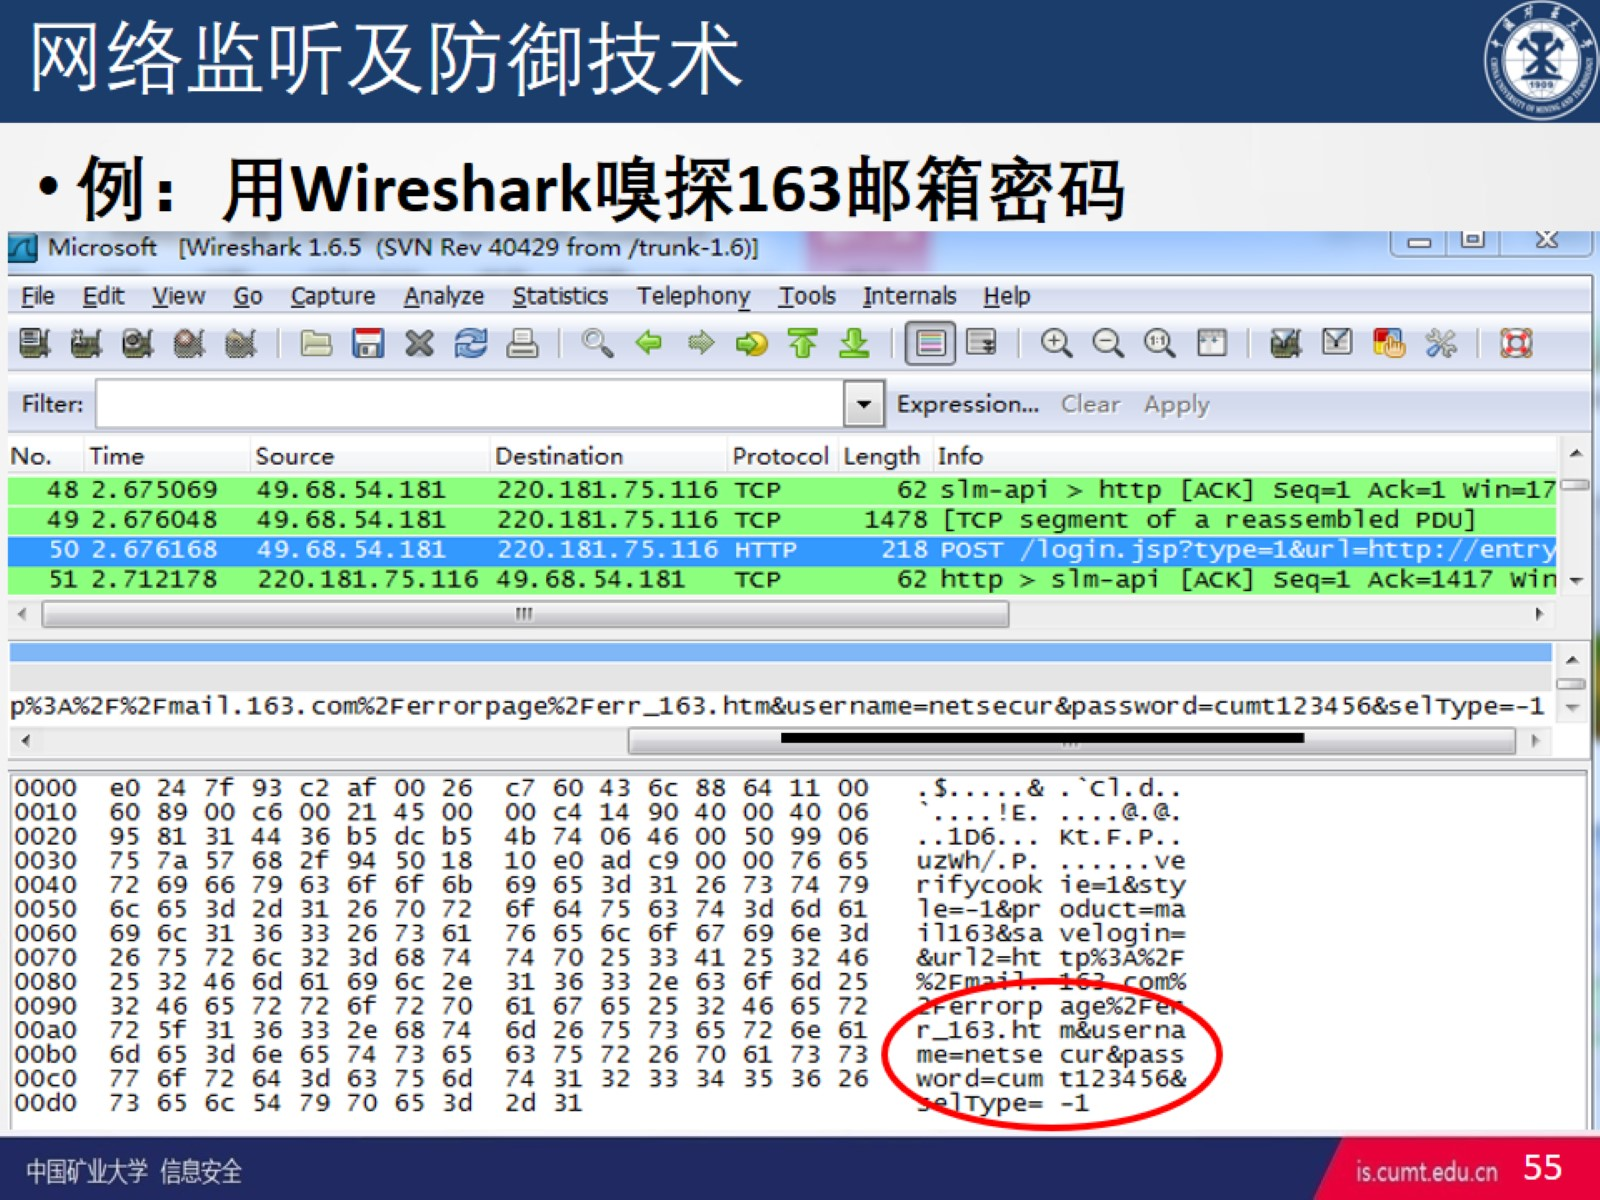 网络监听及防御技术
• 例：用Wireshark嗅探163邮箱密码
Microsoft [Wireshark 1.6.5 (SVN Rev 40429 from /trunk-1.6)]
File Edit View Go Capture Analyze Statistics Telephony Tools Internals Help
Filter: Expression... Clear Apply
No. Time Source Destination Protocol Length Info
48 2.675069 49.68.54.181 220.181.75.116 TCP 62 slm-api > http [ACK] Seq=1 Ack=1 Win=17
49 2.676048 49.68.54.181 220.181.75.116 TCP 1478 [TCP segment of a reassembled PDU]
50 2.676168 49.68.54.181 220.181.75.116 HTTP 218 POST /login.jsp?type=1&url=http://entry
51 2.712178 220.181.75.116 49.68.54.181 TCP 62 http > slm-api [ACK] Seq=1 Ack=1417 Win
p%3A%2F%2Fmail.163.com%2Ferrorpage%2Ferr_163.htm&username=netsecur&password=cumt123456&selType=-1
0000 e0 24 7f 93 c2 af 00 26 c7 60 43 6c 88 64 11 00 .$.....& .`Cl.d..
0010 60 89 00 c6 00 21 45 00 00 c4 14 90 40 00 40 06 `....!E. ....@.@.
0020 95 81 31 44 36 b5 dc b5 4b 74 06 46 00 50 99 06 ..1D6... Kt.F.P..
0030 75 7a 57 68 2f 94 50 18 10 e0 ad c9 00 00 76 65 uzWh/.P. ......ve
0040 72 69 66 79 63 6f 6f 6b 69 65 3d 31 26 73 74 79 rifycook ie=1&sty
0050 6c 65 3d 2d 31 26 70 72 6f 64 75 63 74 3d 6d 61 le=-1&pr oduct=ma
0060 69 6c 31 36 33 26 73 61 76 65 6c 6f 67 69 6e 3d il163&sa velogin=
0070 26 75 72 6c 32 3d 68 74 74 70 25 33 41 25 32 46 &url2=ht tp%3A%2F
0080 25 32 46 6d 61 69 6c 2e 31 36 33 2e 63 6f 6d 25 %2Fmail. 163.com%
0090 32 46 65 72 72 6f 72 70 61 67 65 25 32 46 65 72 2Ferrorp age%2Fer
00a0 72 5f 31 36 33 2e 68 74 6d 26 75 73 65 72 6e 61 r_163.ht m&userna
00b0 6d 65 3d 6e 65 74 73 65 63 75 72 26 70 61 73 73 me=netse cur&pass
00c0 77 6f 72 64 3d 63 75 6d 74 31 32 33 34 35 36 26 word=cum t123456&
00d0 73 65 6c 54 79 70 65 3d 2d 31 selType= -1
中国矿业大学 信息安全
is.cumt.edu.cn 55